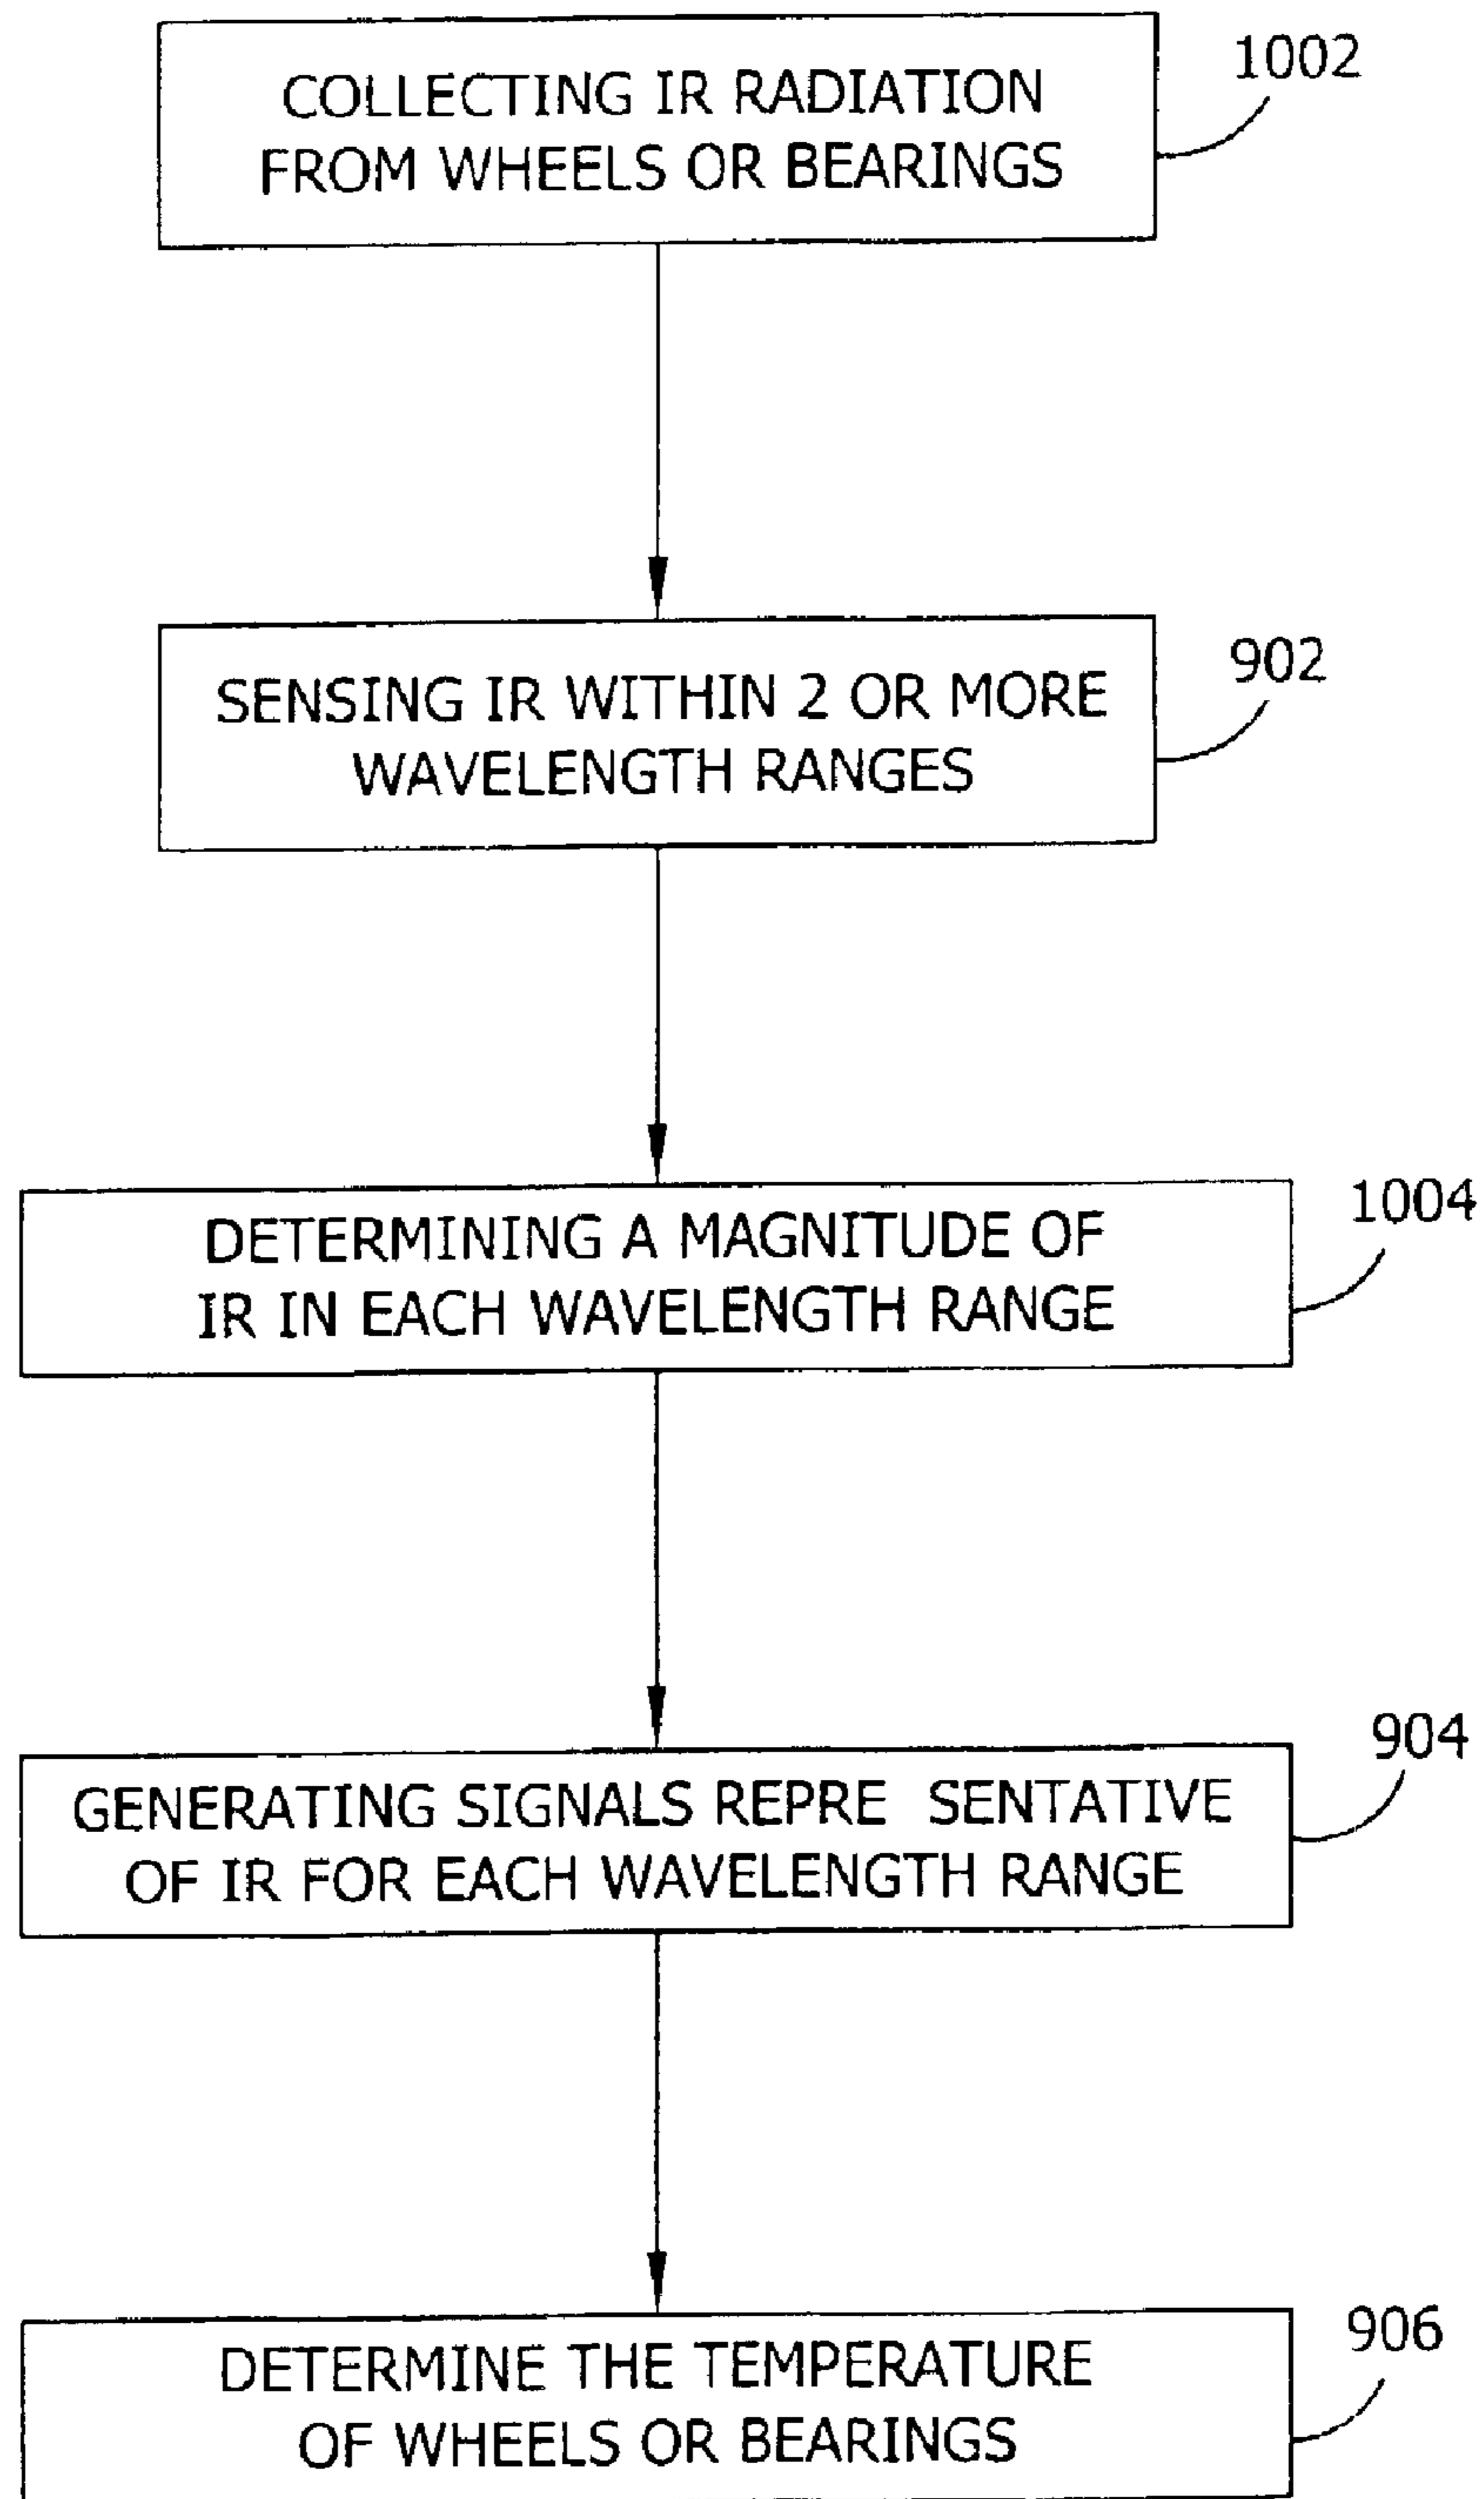 COLLECTING IR RADIATION
FROM WHEELS OR BEARINGS
1002
SENSING IR WITHIN 2 OR MORE
WAVELENGTH RANGES
902
DETERMINING A MAGNITUDE OF
IR IN EACH WAVELENGTH RANGE
1004
GENERATING SIGNALS REPRE SENTATIVE
OF IR FOR EACH WAVELENGTH RANGE
904
DETERMINE THE TEMPERATURE
OF WHEELS OR BEARINGS
906